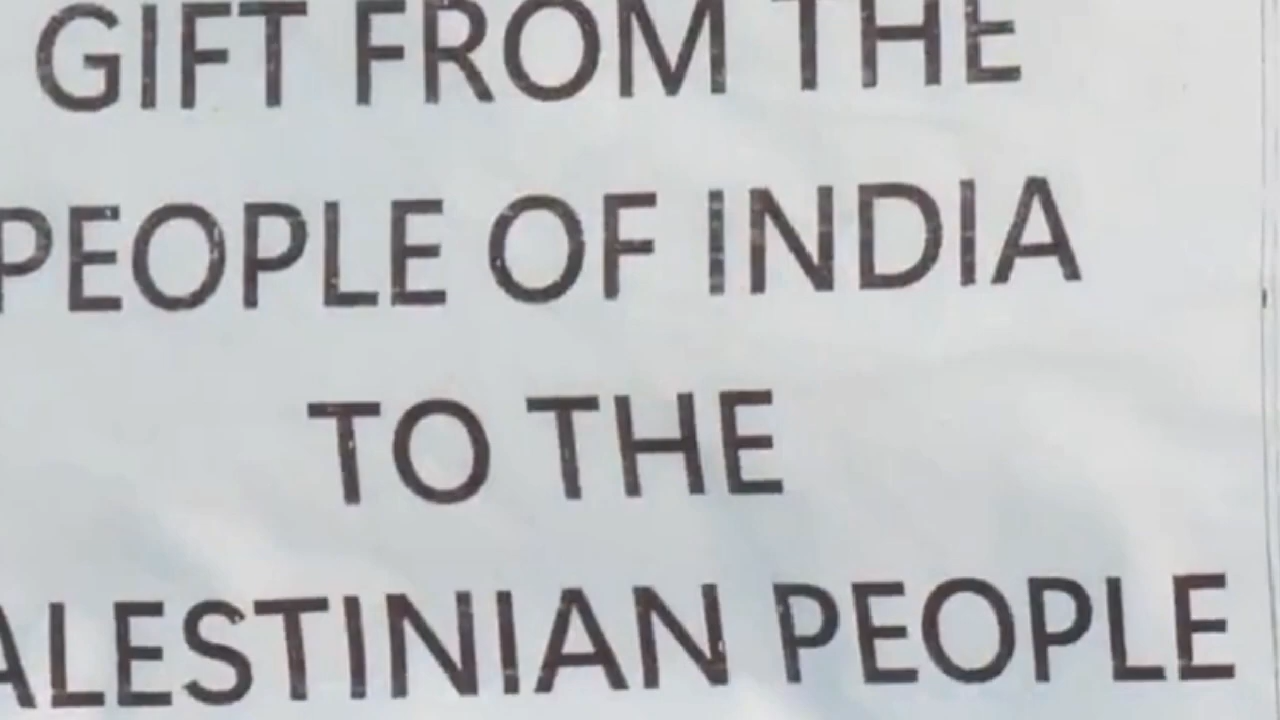 GIFT FROM THE
PEOPLE OF INDIA
TO THE
ALESTINIAN PEOPLE